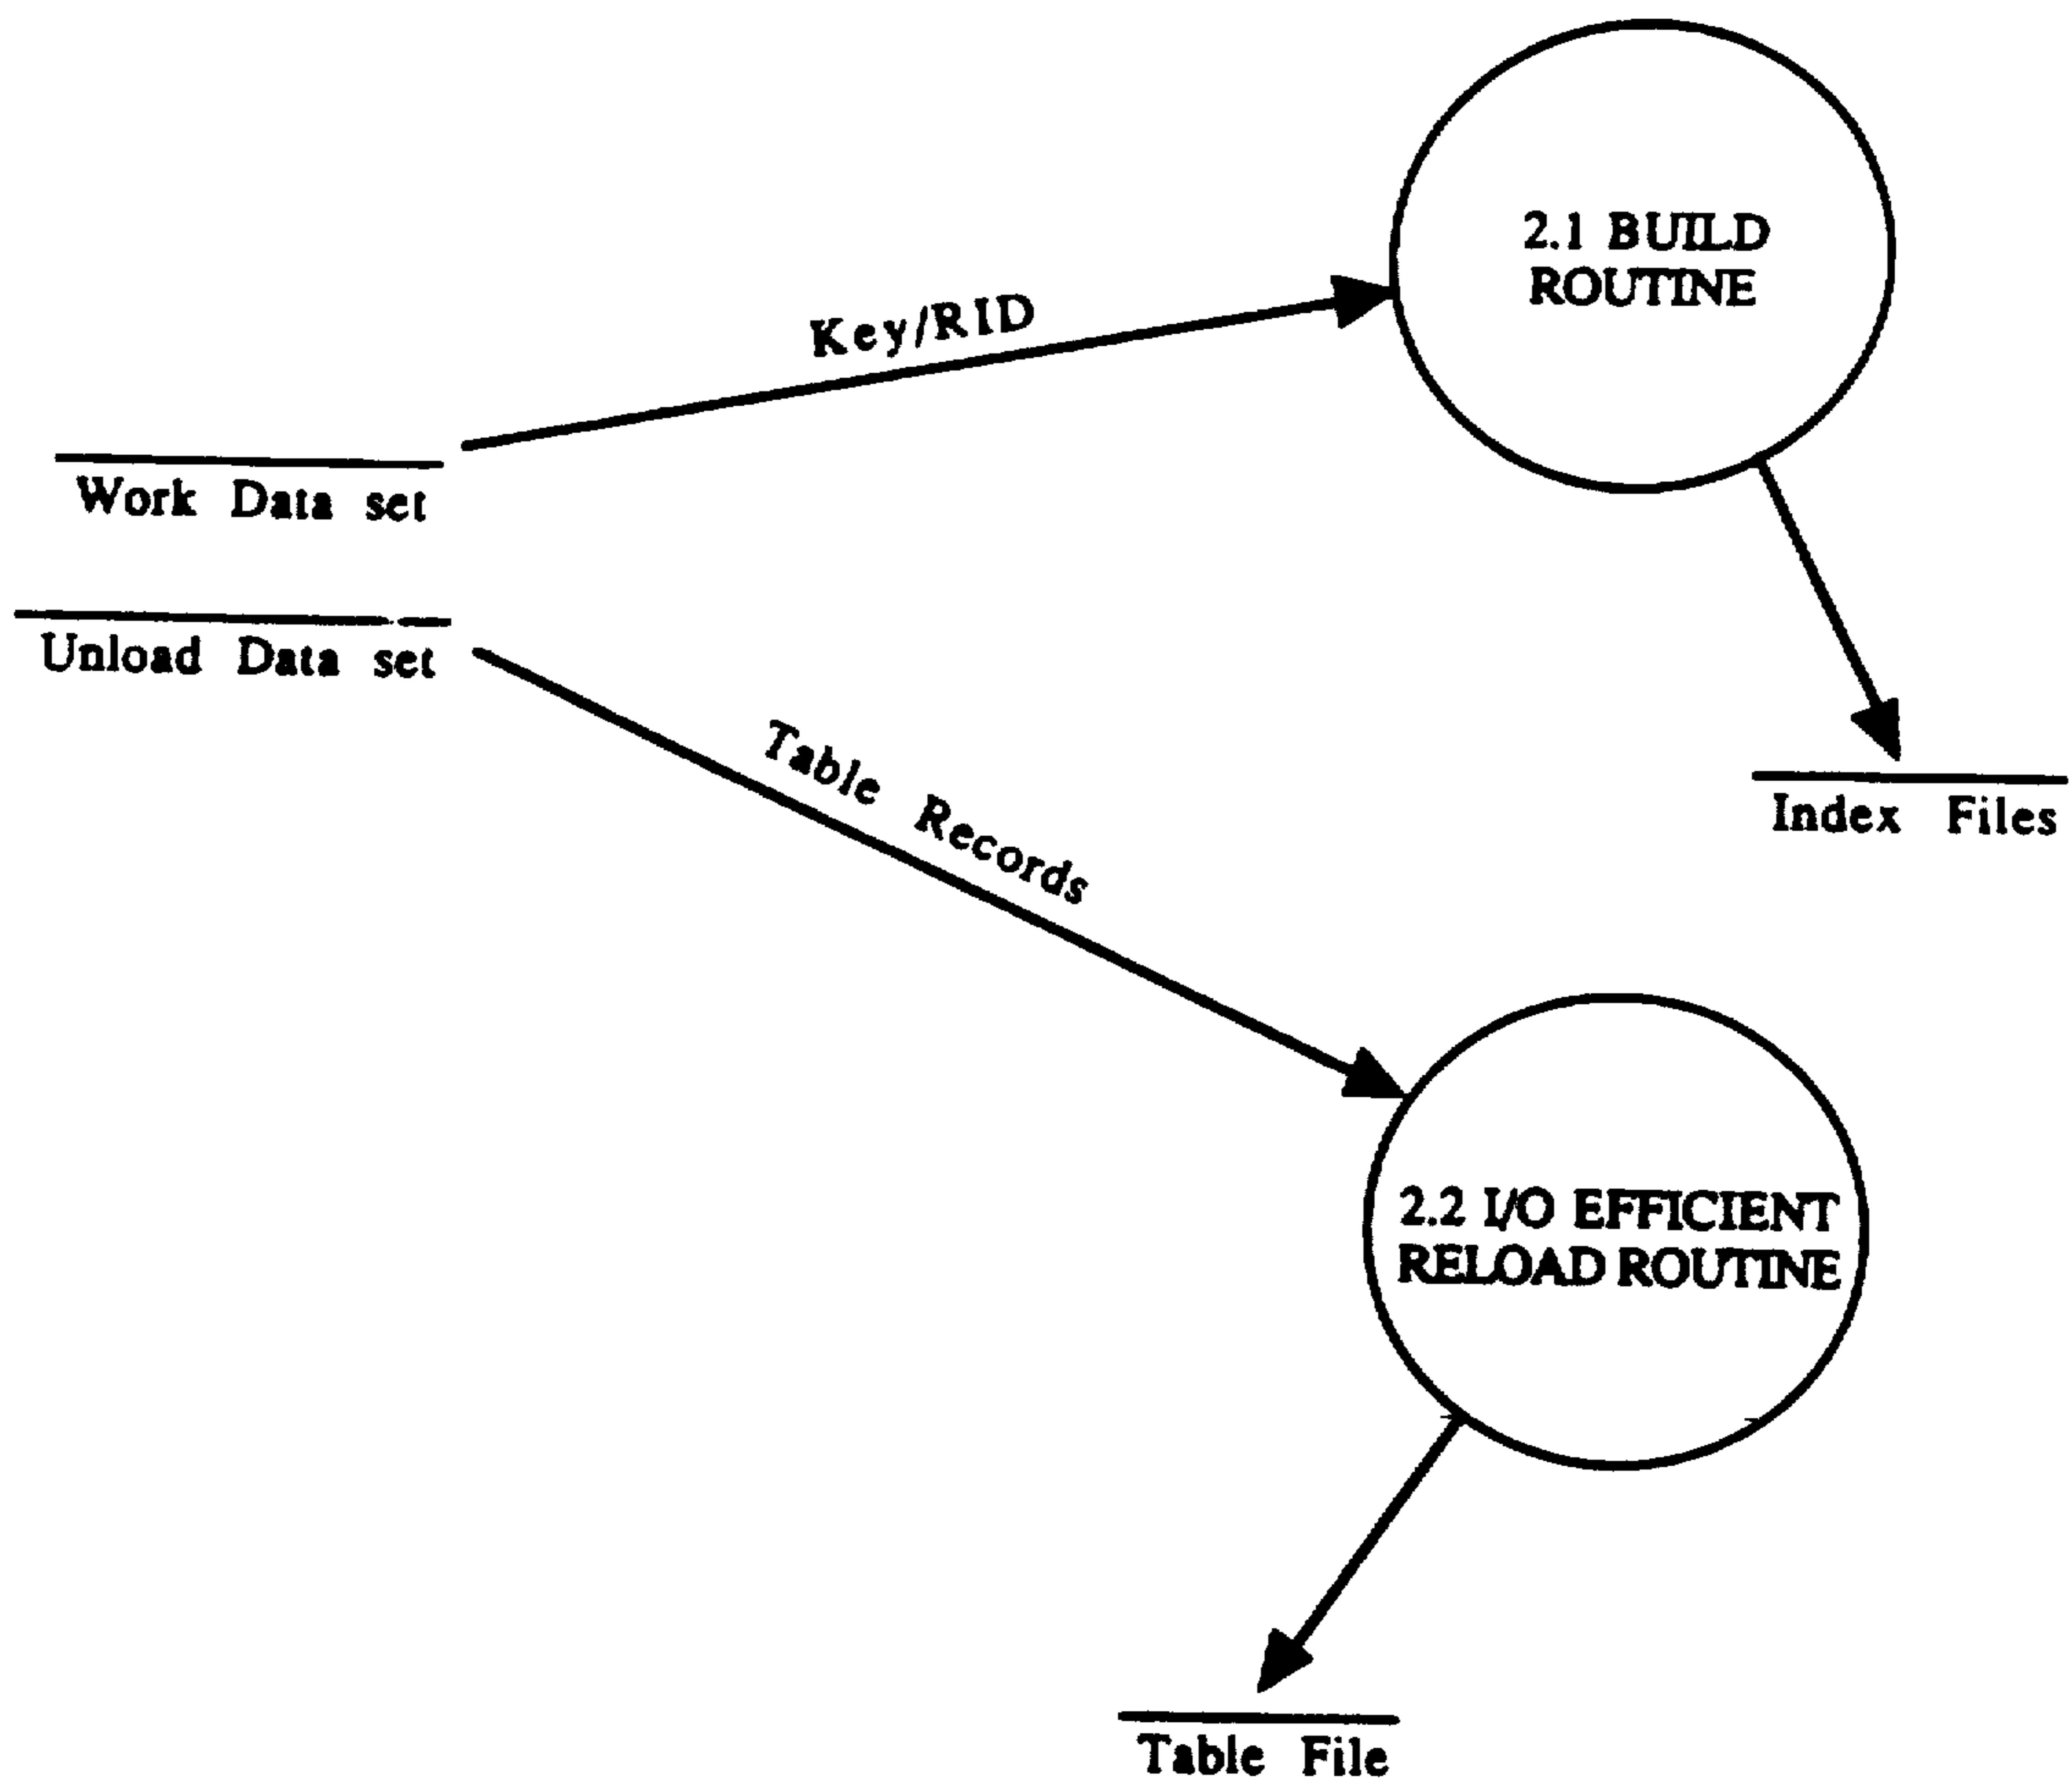 2.1 BUILD
ROUTINE
Key/RID
Work Data set
Unload Data set
Table Records
Index Files
2.2 I/O EFFICIENT
RELOAD ROUTINE
Table File